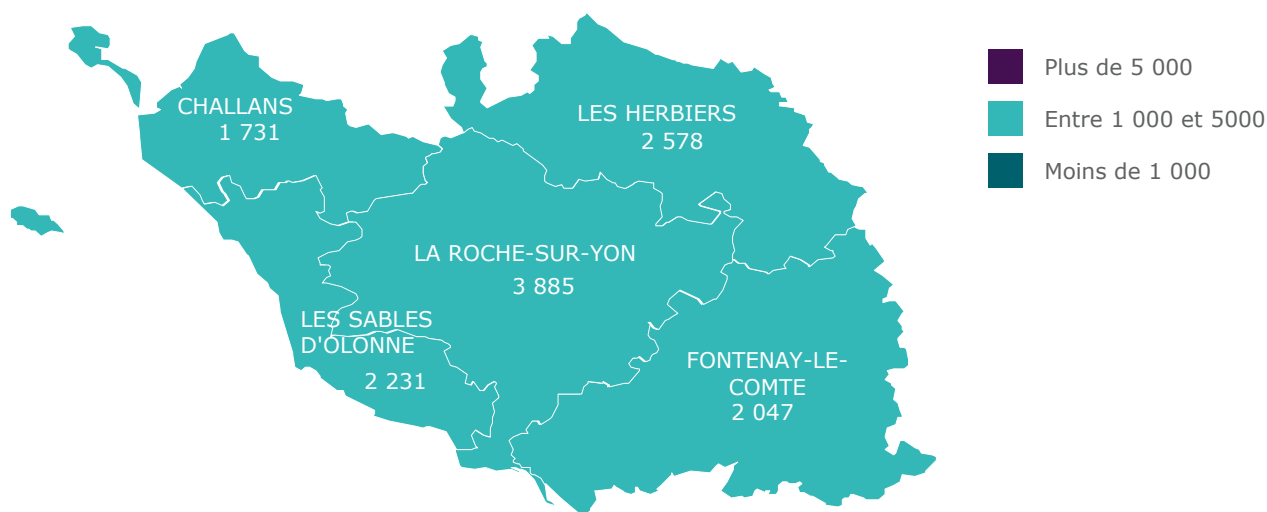 CHALLANS
1 731
LES HERBIERS
2 578
LA ROCHE-SUR-YON
3 885
LES SABLES
D'OLONNE
2 231
FONTENAY-LE-
COMTE
2 047
Plus de 5 000
Entre 1 000 et 5000
Moins de 1 000